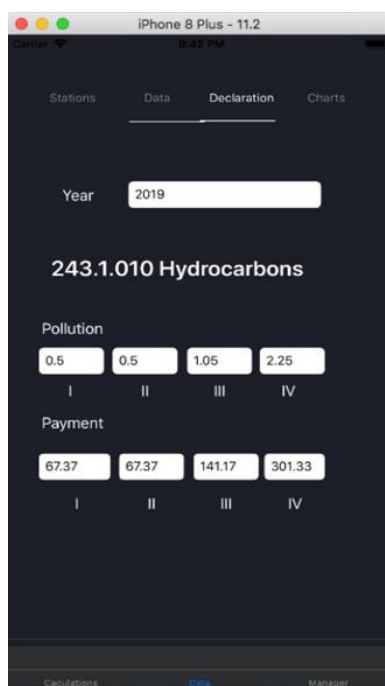 iPhone 8 Plus - 11.2
Carrier 9:42 PM
Stations Data Declaration Charts
Year 2019
243.1.010 Hydrocarbons
Pollution
0.5 0.5 1.05 2.25
I II III IV
Payment
67.37 67.37 141.17 301.33
I II III IV
Caculations Data Manager